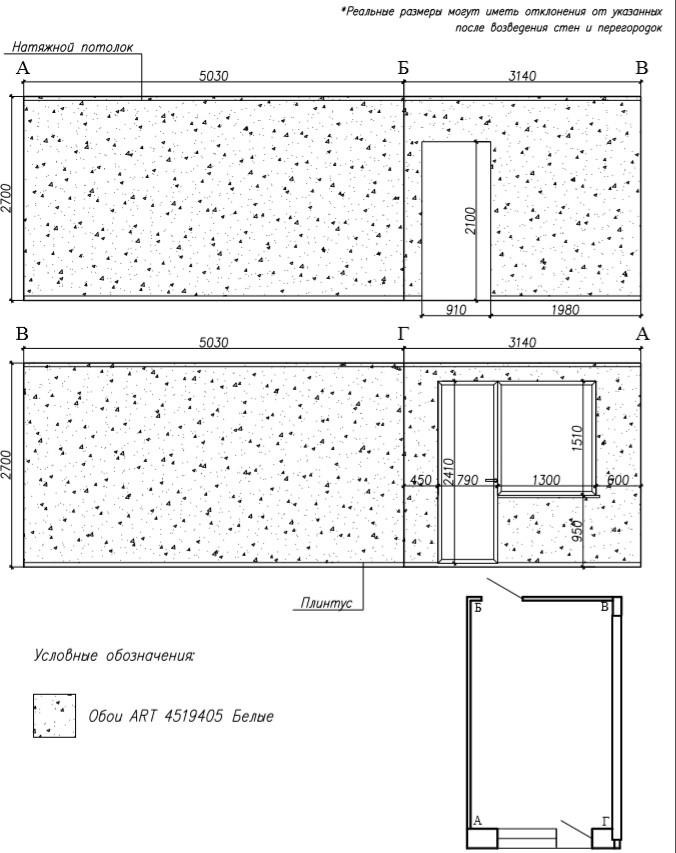 *Реальные размеры могут иметь отклонения от указанных
после возведения стен и перегородок
Натяжной потолок
А Б В
5030 3140
2700
2100
910 1980
В Г А
5030 3140
2700
450 2410 790 1300 1510 600
950
Плинтус
Условные обозначения:
Обои ART 4519405 Белые
Б В
А Г